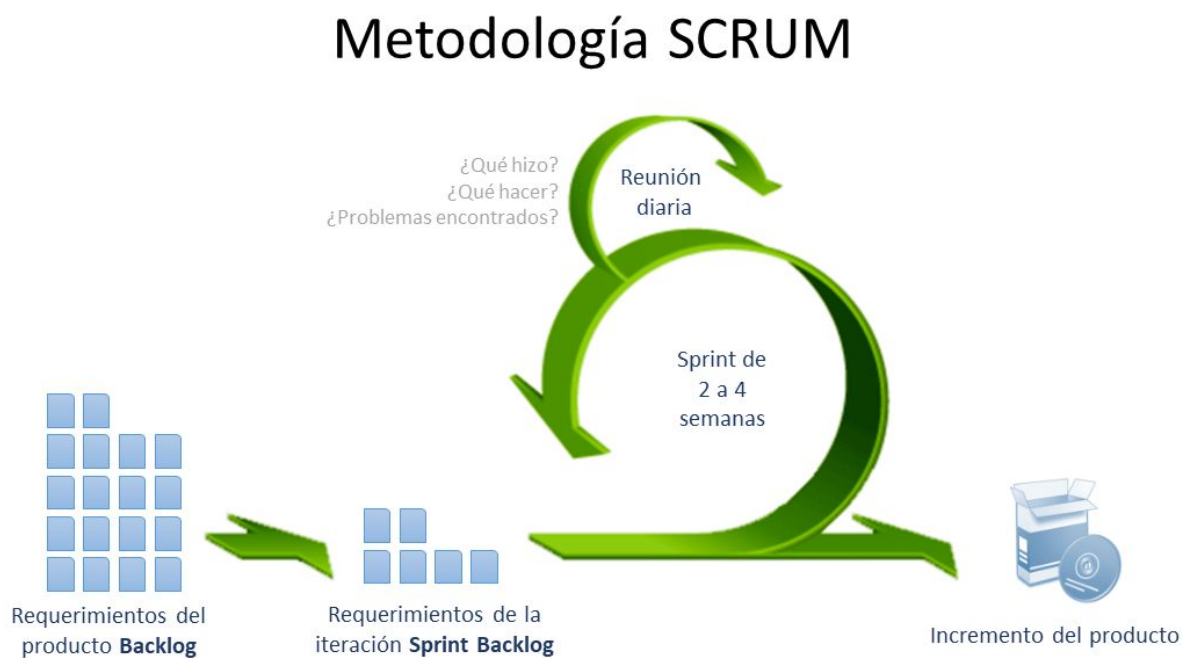 Metodología SCRUM
¿Qué hizo?
¿Qué hacer?
¿Problemas encontrados?
Reunión
diaria
Sprint de
2 a 4
semanas
Requerimientos del
producto Backlog
Requerimientos de la
iteración Sprint Backlog
Incremento del producto